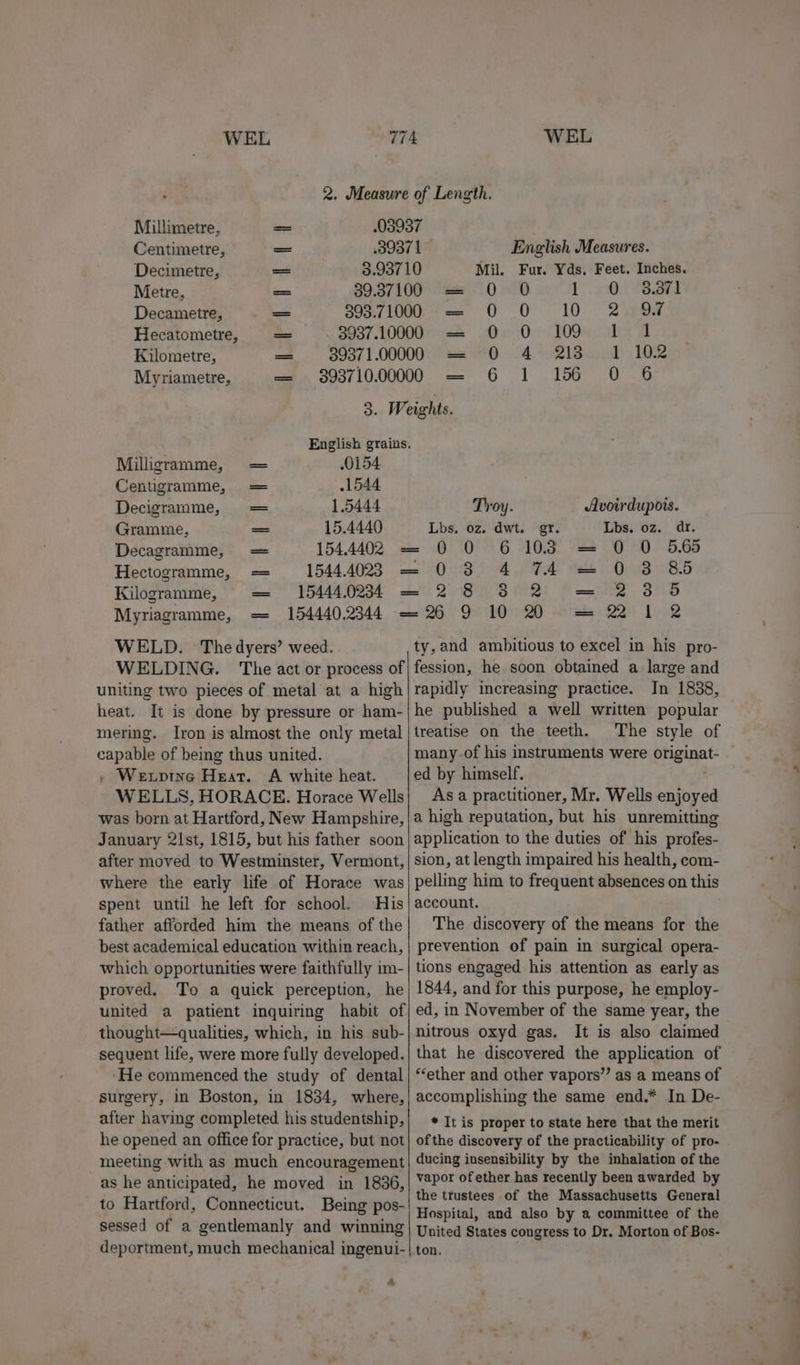 WEL 774 WEL
2. Measure of Length.
Millimetre, = .03937
Centimetre, = .39371 English Measures.
Decimetre, = 3.93710 Mil. Fur. Yds. Feet. Inches.
Metre, = 39.37100 = 0 0 1 0 3.371
Decametre, = 393.71000 = 0 0 10 2 9.7
Hecatometre, = 3937.10000 = 0 0 109 1 1
Kilometre, = 39371.00000 = 0 4 213 1 10.2
Myriametre, = 393710.00000 = 6 1 156 0 6
3. Weights.
English grains.
Milligramme, = .0154
Centigramme, = .1544
Decigramme, = 1.5444 Troy. Avoirdupois.
Gramme, = 15.4440 Lbs. oz. dwt. gr. Lbs. oz. dr.
Decagramme, = 154.4402 = 0 0 6 10.3 = 0 0 5.65
Hectogramme, = 1544.4023 = 0 3 4 7.4 = 0 3 8.5
Kilogramme, = 15444.0234 = 2 8 3 2 = 2 3 5
Myriagramme, = 154440.2344 = 26 9 10 20 = 22 1 2
WELD. The dyers' weed.
WELDING. The act or process of
uniting two pieces of metal at a high
heat. It is done by pressure or ham-
mering. Iron is almost the only metal
capable of being thus united.
WELDING HEAT. A white heat.
WELLS, HORACE. Horace Wells
was born at Hartford, New Hampshire,
January 21st, 1815, but his father soon
after moved to Westminster, Vermont,
where the early life of Horace was
spent until he left for school. His
father afforded him the means of the
best academical education within reach,
which opportunities were faithfully im-
proved. To a quick perception, he
united a patient inquiring habit of
thought—qualities, which, in his sub-
sequent life, were more fully developed.
He commenced the study of dental
surgery, in Boston, in 1834, where,
after having completed his studentship,
he opened an office for practice, but not
meeting with as much encouragement
as he anticipated, he moved in 1836,
to Hartford, Connecticut. Being pos-
sessed of a gentlemanly and winning
deportment, much mechanical ingenui-
ty, and ambitious to excel in his pro-
fession, he soon obtained a large and
rapidly increasing practice. In 1838,
he published a well written popular
treatise on the teeth. The style of
many of his instruments were originat-
ed by himself.
As a practitioner, Mr. Wells enjoyed
a high reputation, but his unremitting
application to the duties of his profes-
sion, at length impaired his health, com-
pelling him to frequent absences on this
account.
The discovery of the means for the
prevention of pain in surgical opera-
tions engaged his attention as early as
1844, and for this purpose, he employ-
ed, in November of the same year, the
nitrous oxyd gas. It is also claimed
that he discovered the application of
"ether and other vapors" as a means of
accomplishing the same end.* In De-
* It is proper to state here that the merit
of the discovery of the practicability of pro-
ducing insensibility by the inhalation of the
vapor of ether has recently been awarded by
the trustees of the Massachusetts General
Hospital, and also by a committee of the
United States congress to Dr. Morton of Bos-
ton.